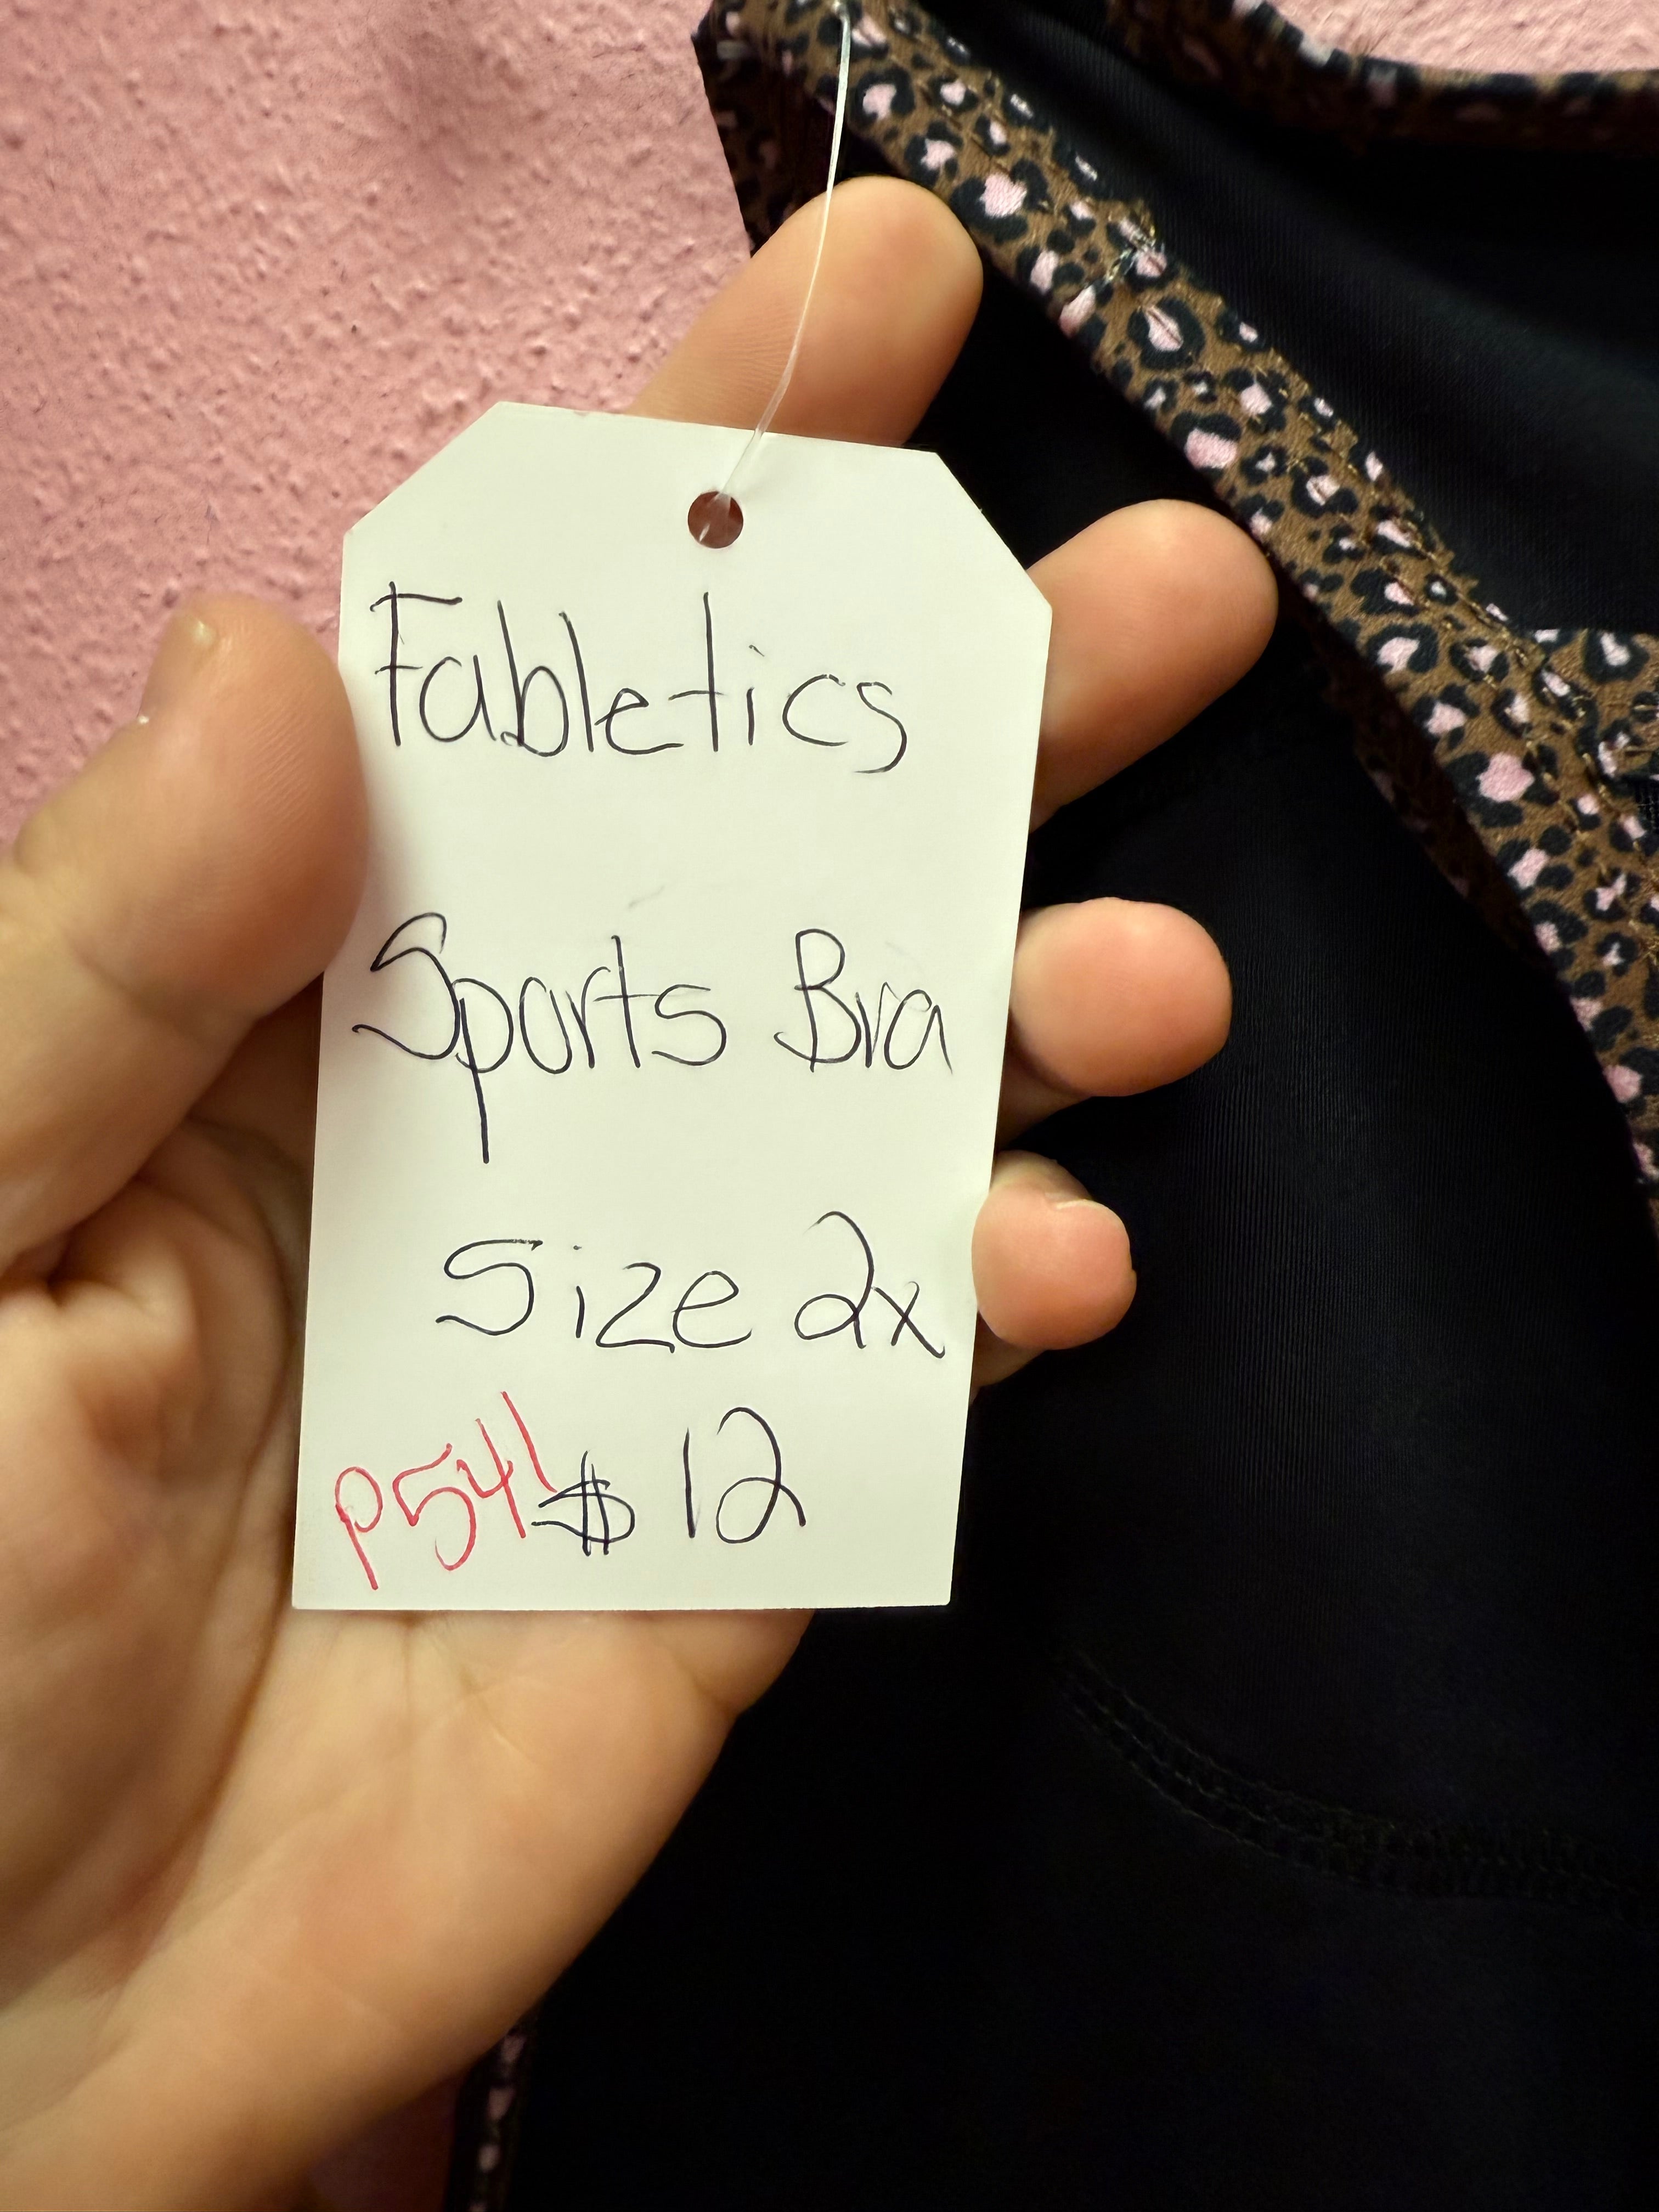 Fabletics
Sports Bra
Size 2x
P541 $12